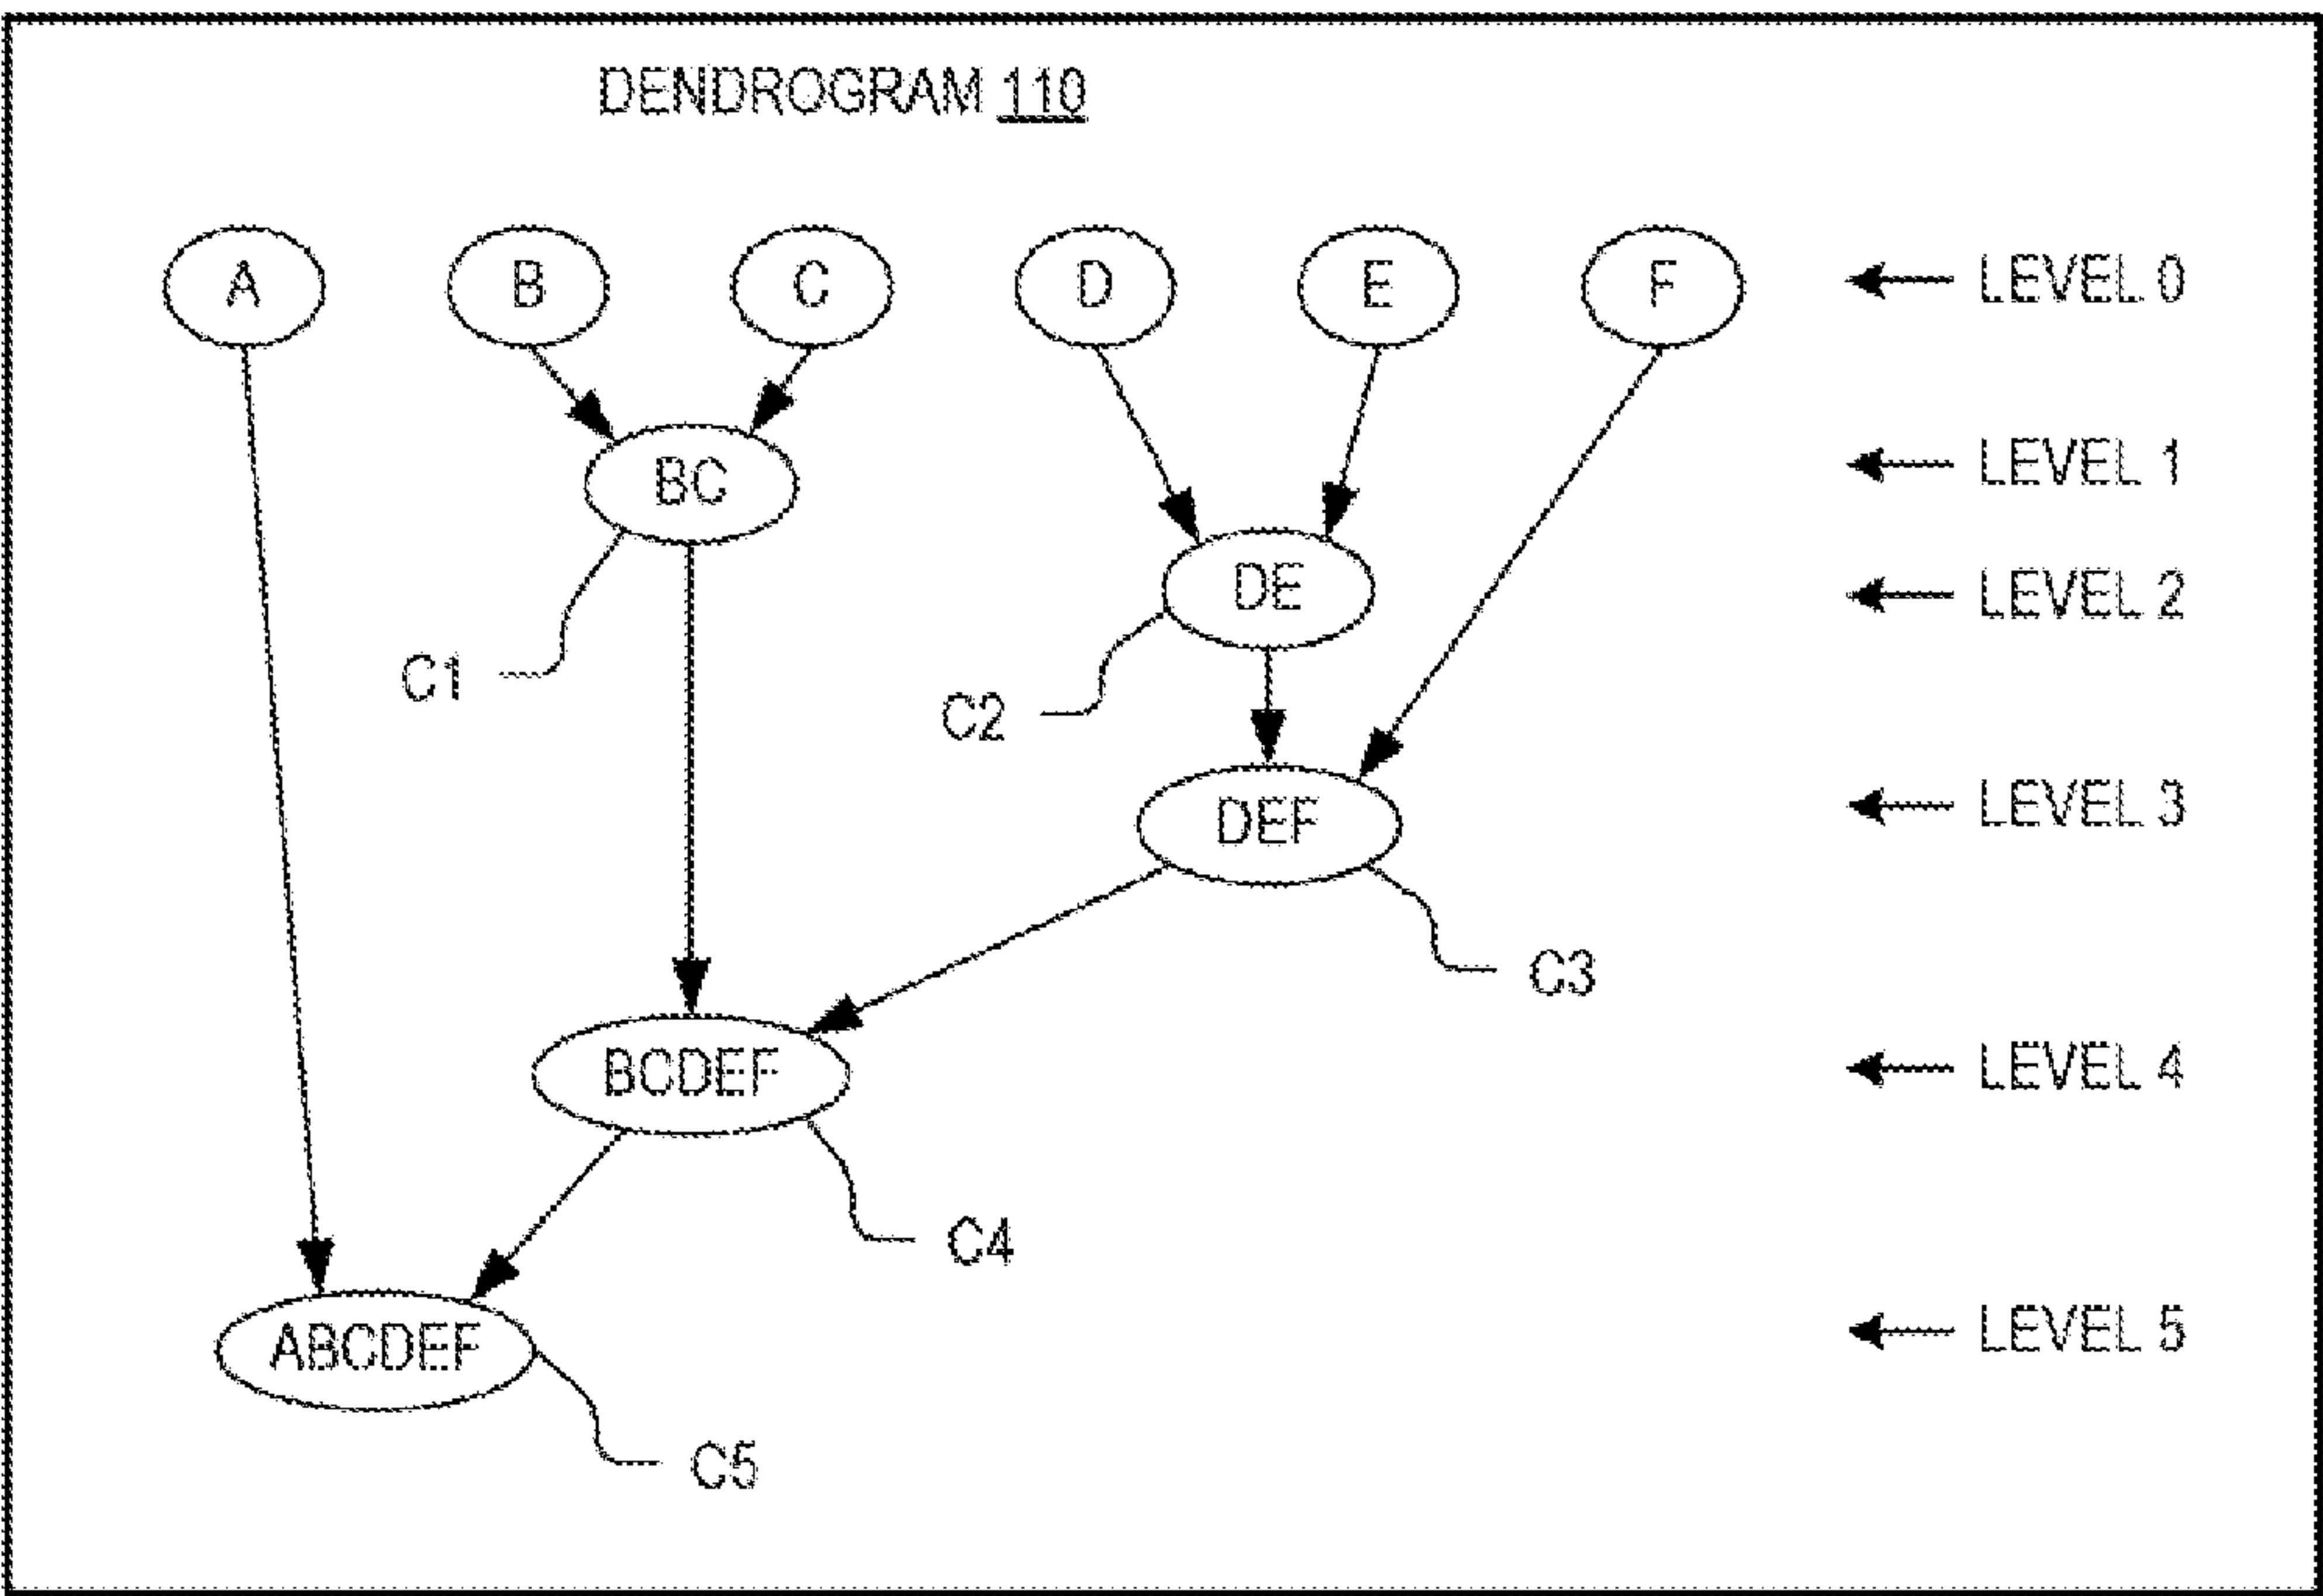 DENDROGRAM 110
A B C D E F LEVEL 0
BC LEVEL 1
DE LEVEL 2
C1
C2
DEF LEVEL 3
C3
BCDEF LEVEL 4
C4
ABCDEF LEVEL 5
C5